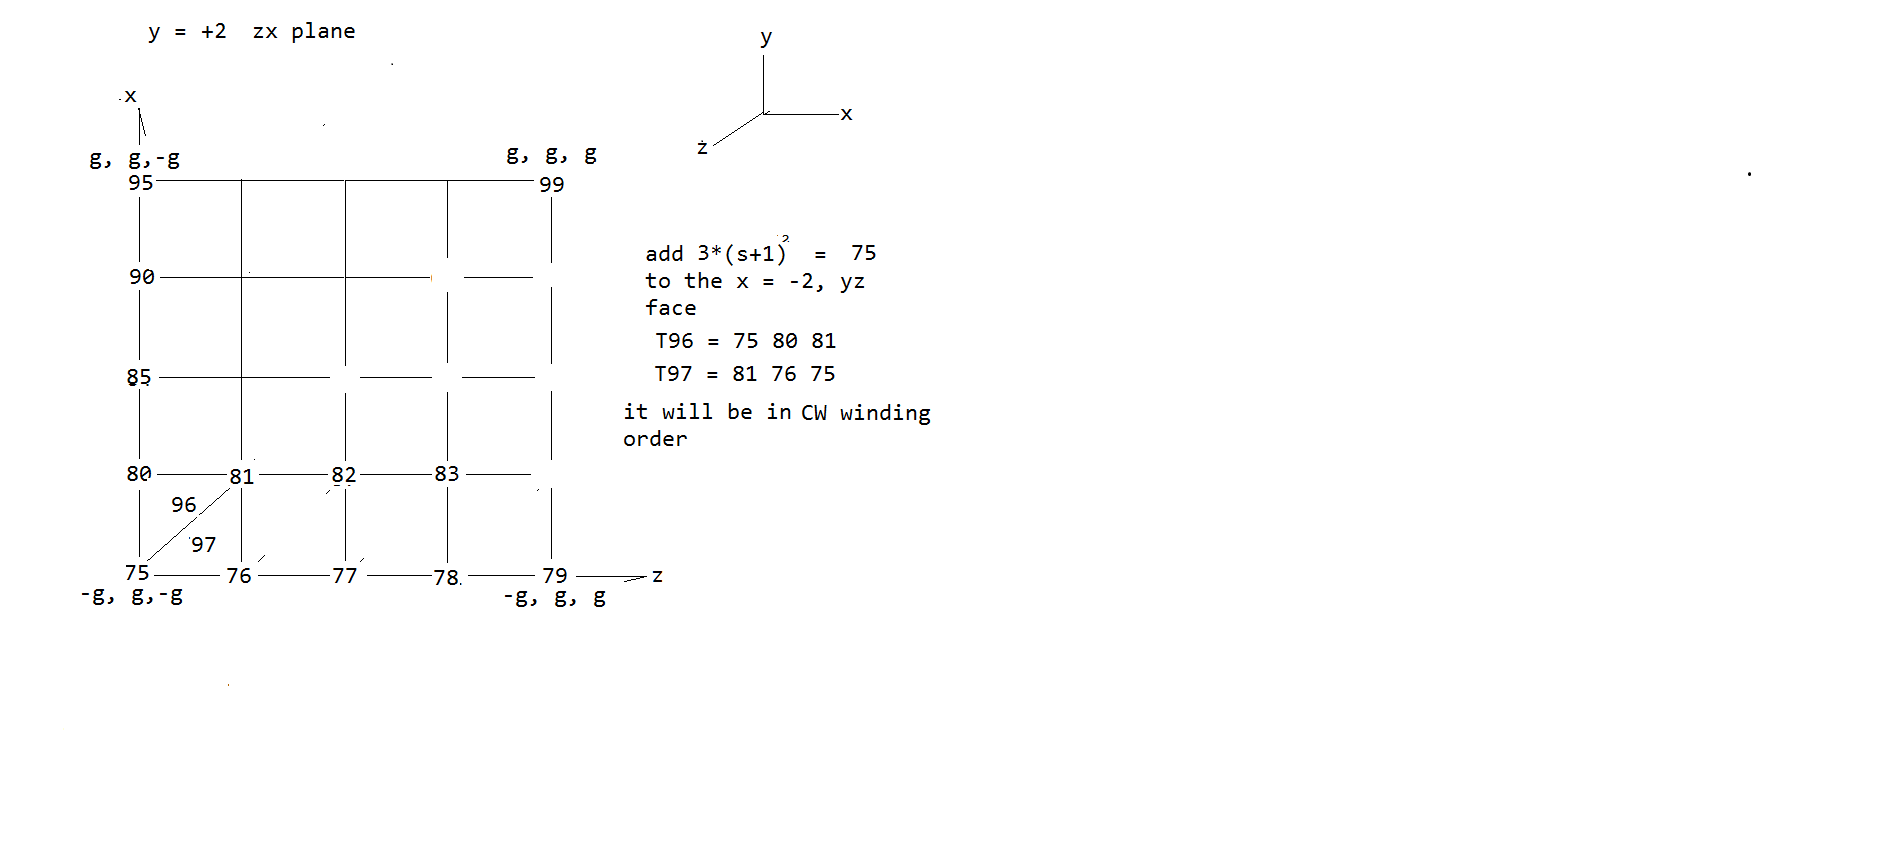 y = +2  zx plane
y
x
x
z
g, g,-g
g, g, g
95
99
add 3*(s+1)²  =  75
to the x = -2, yz
face
90
T96 = 75 80 81
85
T97 = 81 76 75
it will be in CW winding
order
80
81
82
83
96
97
75
76
77
78
79
z
-g, g,-g
-g, g, g